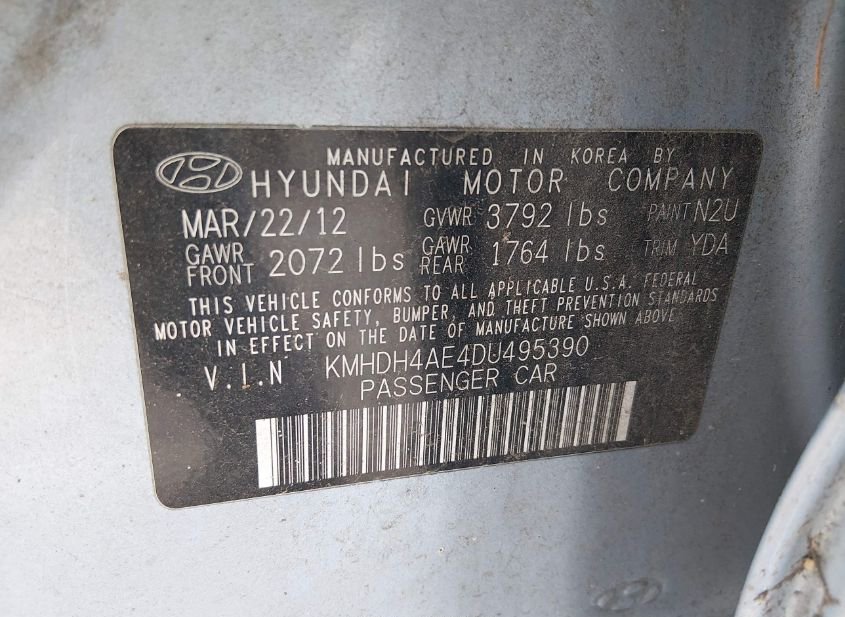 MANUFACTURED IN KOREA BY
HYUNDAI MOTOR COMPANY
MAR/22/12 GVWR 3792 lbs PAINT N2U
GAWR FRONT 2072 lbs GAWR REAR 1764 lbs TRIM YDA
THIS VEHICLE CONFORMS TO ALL APPLICABLE U.S.A. FEDERAL
MOTOR VEHICLE SAFETY, BUMPER, AND THEFT PREVENTION STANDARDS
IN EFFECT ON THE DATE OF MANUFACTURE SHOWN ABOVE.
V.I.N KMHDH4AE4DU495390
PASSENGER CAR